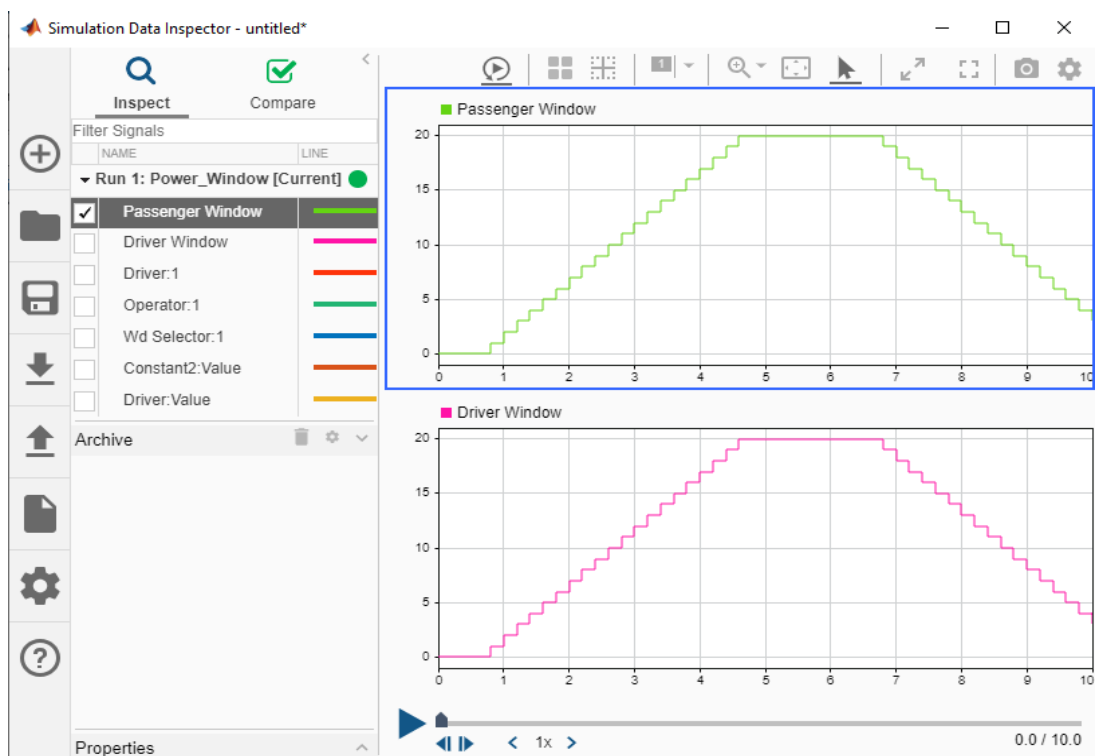 Simulation Data Inspector - untitled*
Inspect
Compare
Filter Signals
NAME
LINE
Run 1: Power_Window [Current]
Passenger Window
Driver Window
Driver:1
Operator:1
Wd Selector:1
Constant2:Value
Driver:Value
Archive
Properties
1
Passenger Window
20
15
10
5
0
0 1 2 3 4 5 6 7 8 9 10
Driver Window
20
15
10
5
0
0 1 2 3 4 5 6 7 8 9 10
1x
0.0 / 10.0